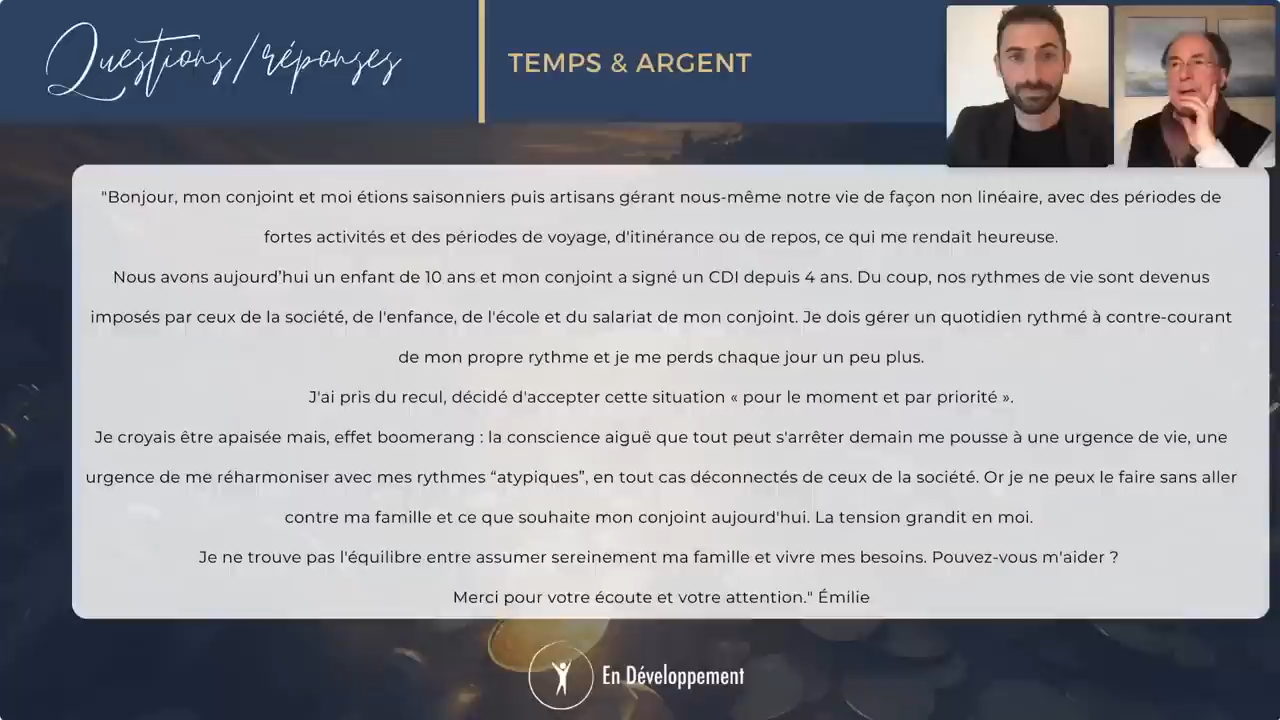 Questions/réponses
TEMPS & ARGENT
"Bonjour, mon conjoint et moi étions saisonniers puis artisans gérant nous-même notre vie de façon non linéaire, avec des périodes de
fortes activités et des périodes de voyage, d'itinérance ou de repos, ce qui me rendait heureuse.
Nous avons aujourd'hui un enfant de 10 ans et mon conjoint a signé un CDI depuis 4 ans. Du coup, nos rythmes de vie sont devenus
imposés par ceux de la société, de l'enfance, de l'école et du salariat de mon conjoint. Je dois gérer un quotidien rythmé à contre-courant
de mon propre rythme et je me perds chaque jour un peu plus.
J'ai pris du recul, décidé d'accepter cette situation « pour le moment et par priorité ».
Je croyais être apaisée mais, effet boomerang : la conscience aiguë que tout peut s'arrêter demain me pousse à une urgence de vie, une
urgence de me réharmoniser avec mes rythmes “atypiques”, en tout cas déconnectés de ceux de la société. Or je ne peux le faire sans aller
contre ma famille et ce que souhaite mon conjoint aujourd'hui. La tension grandit en moi.
Je ne trouve pas l'équilibre entre assumer sereinement ma famille et vivre mes besoins. Pouvez-vous m'aider ?
Merci pour votre écoute et votre attention." Émilie
En Développement